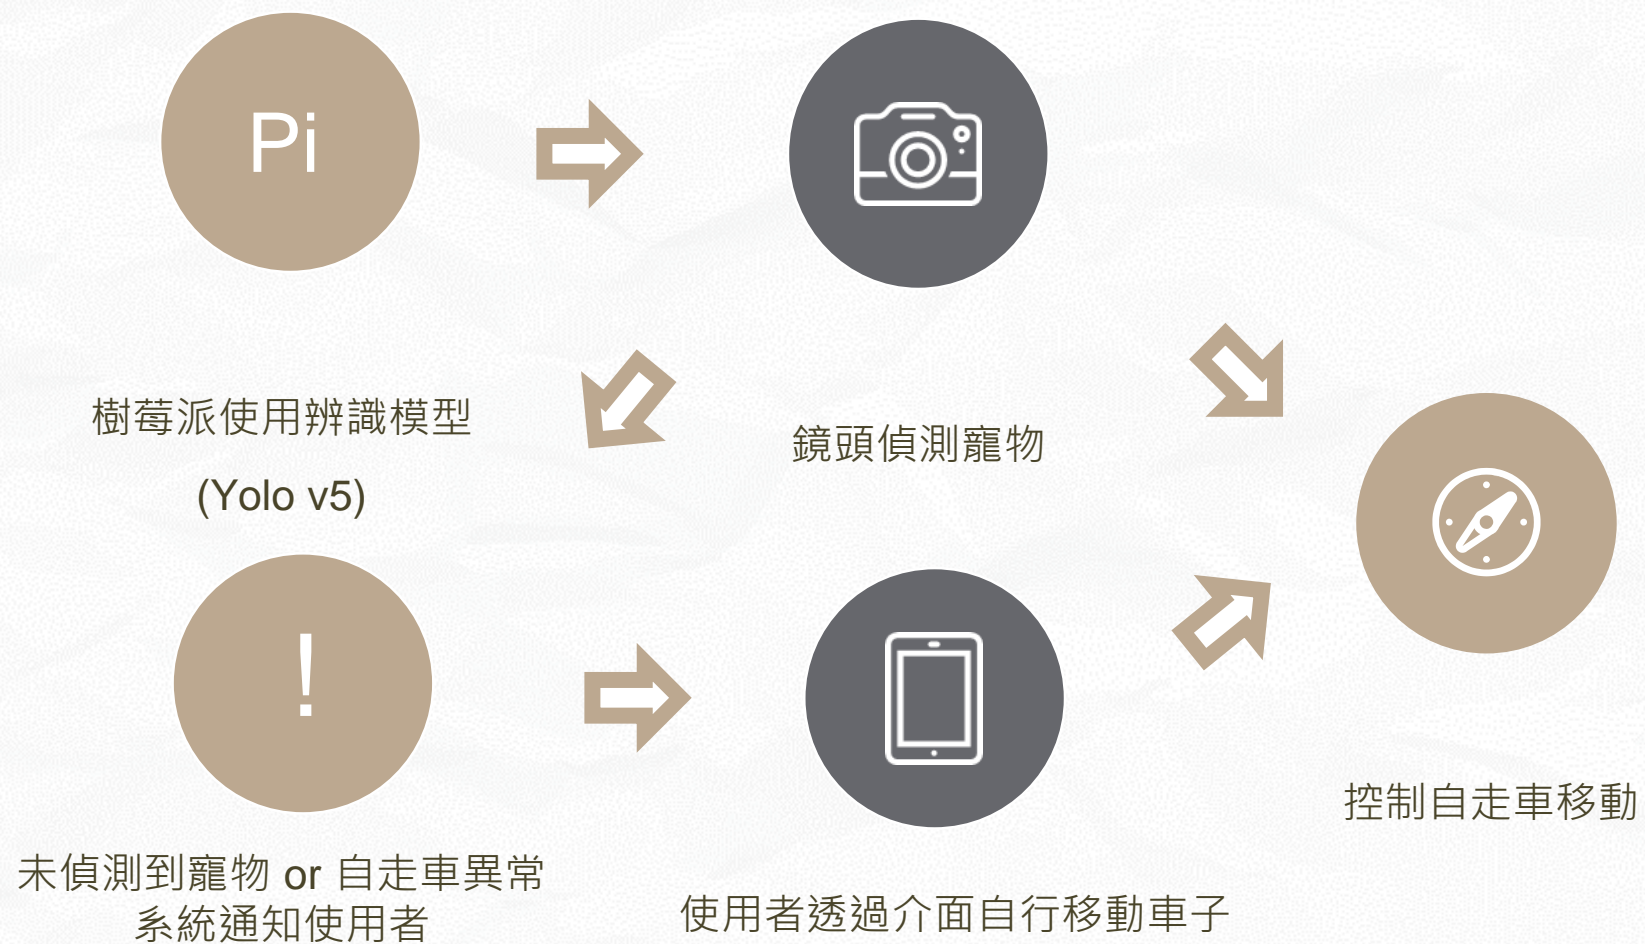 Pi
樹莓派使用辨識模型
(Yolo v5)
鏡頭偵測寵物
!
未偵測到寵物 or 自走車異常
系統通知使用者
使用者透過介面自行移動車子
控制自走車移動